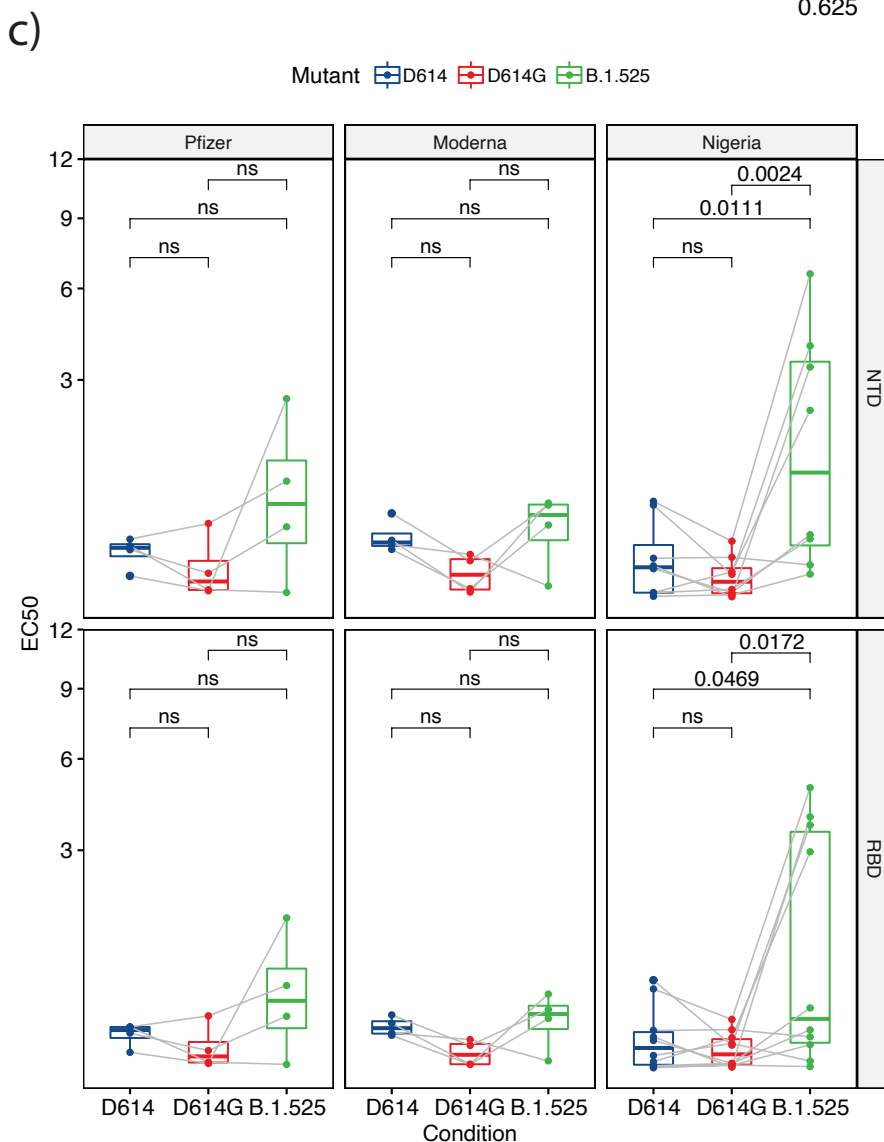 0.625
c)
Mutant D614 D614G B.1.525
Pfizer Moderna Nigeria
12
9
6
3
ns
ns
ns
ns
ns
ns
0.0024
0.0111
ns
NTD
EC50
12
9
6
3
ns
ns
ns
ns
ns
ns
0.0172
0.0469
ns
RBD
D614 D614G B.1.525 D614 D614G B.1.525 D614 D614G B.1.525
Condition